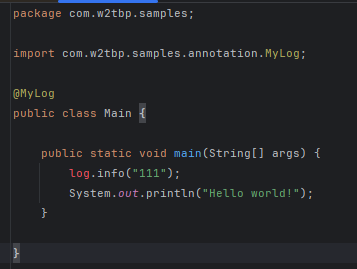 package com.w2tbp.samples;
import com.w2tbp.samples.annotation.MyLog;
@MyLog
public class Main {
public static void main(String[] args) {
log.info("111");
System.out.println("Hello world!");
}
}